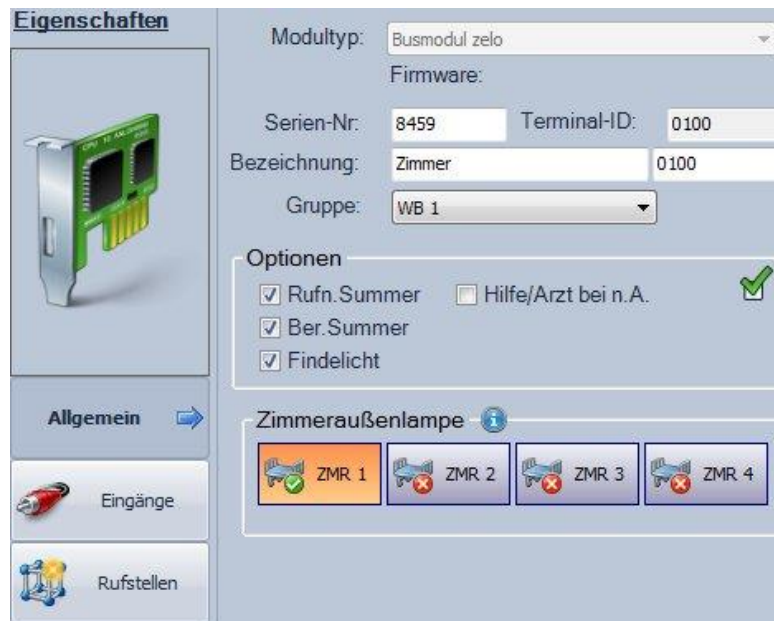 Eigenschaften
Modultyp: Busmodul zelo
Firmware:
Serien-Nr: 8459 Terminal-ID: 0100
Bezeichnung: Zimmer 0100
Gruppe: WB 1
Optionen
Rufn.Summer Hilfe/Arzt bei n.A.
Ber.Summer
Findelicht
Allgemein
Zimmeraußenlampe
ZMR 1 ZMR 2 ZMR 3 ZMR 4
Eingänge
Rufstellen